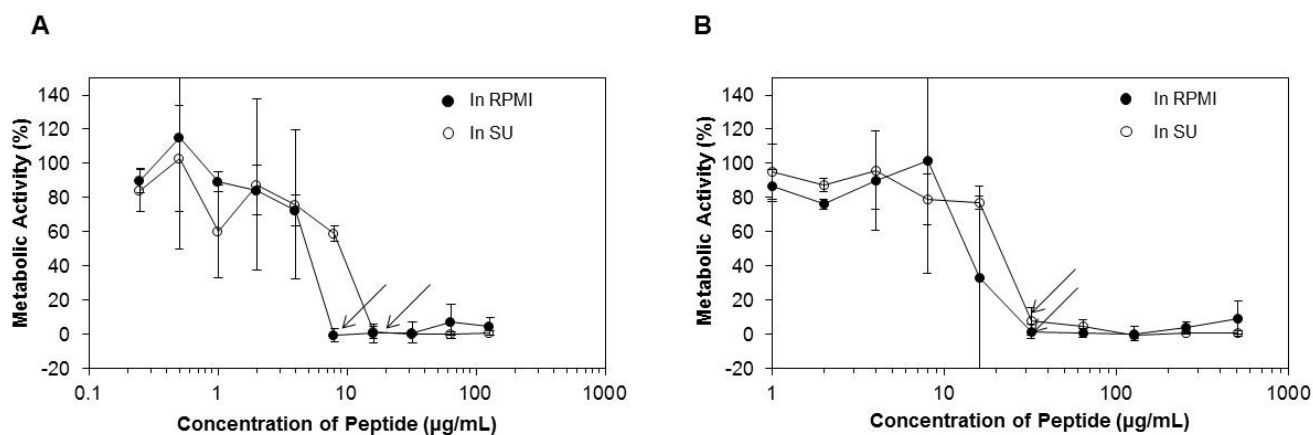 A
Metabolic Activity (%)
140
120
100
80
60
40
20
0
-20
In RPMI
In SU
0.1 1 10 100 1000
Concentration of Peptide (µg/mL)
B
Metabolic Activity (%)
140
120
100
80
60
40
20
0
-20
In RPMI
In SU
1 10 100 1000
Concentration of Peptide (µg/mL)